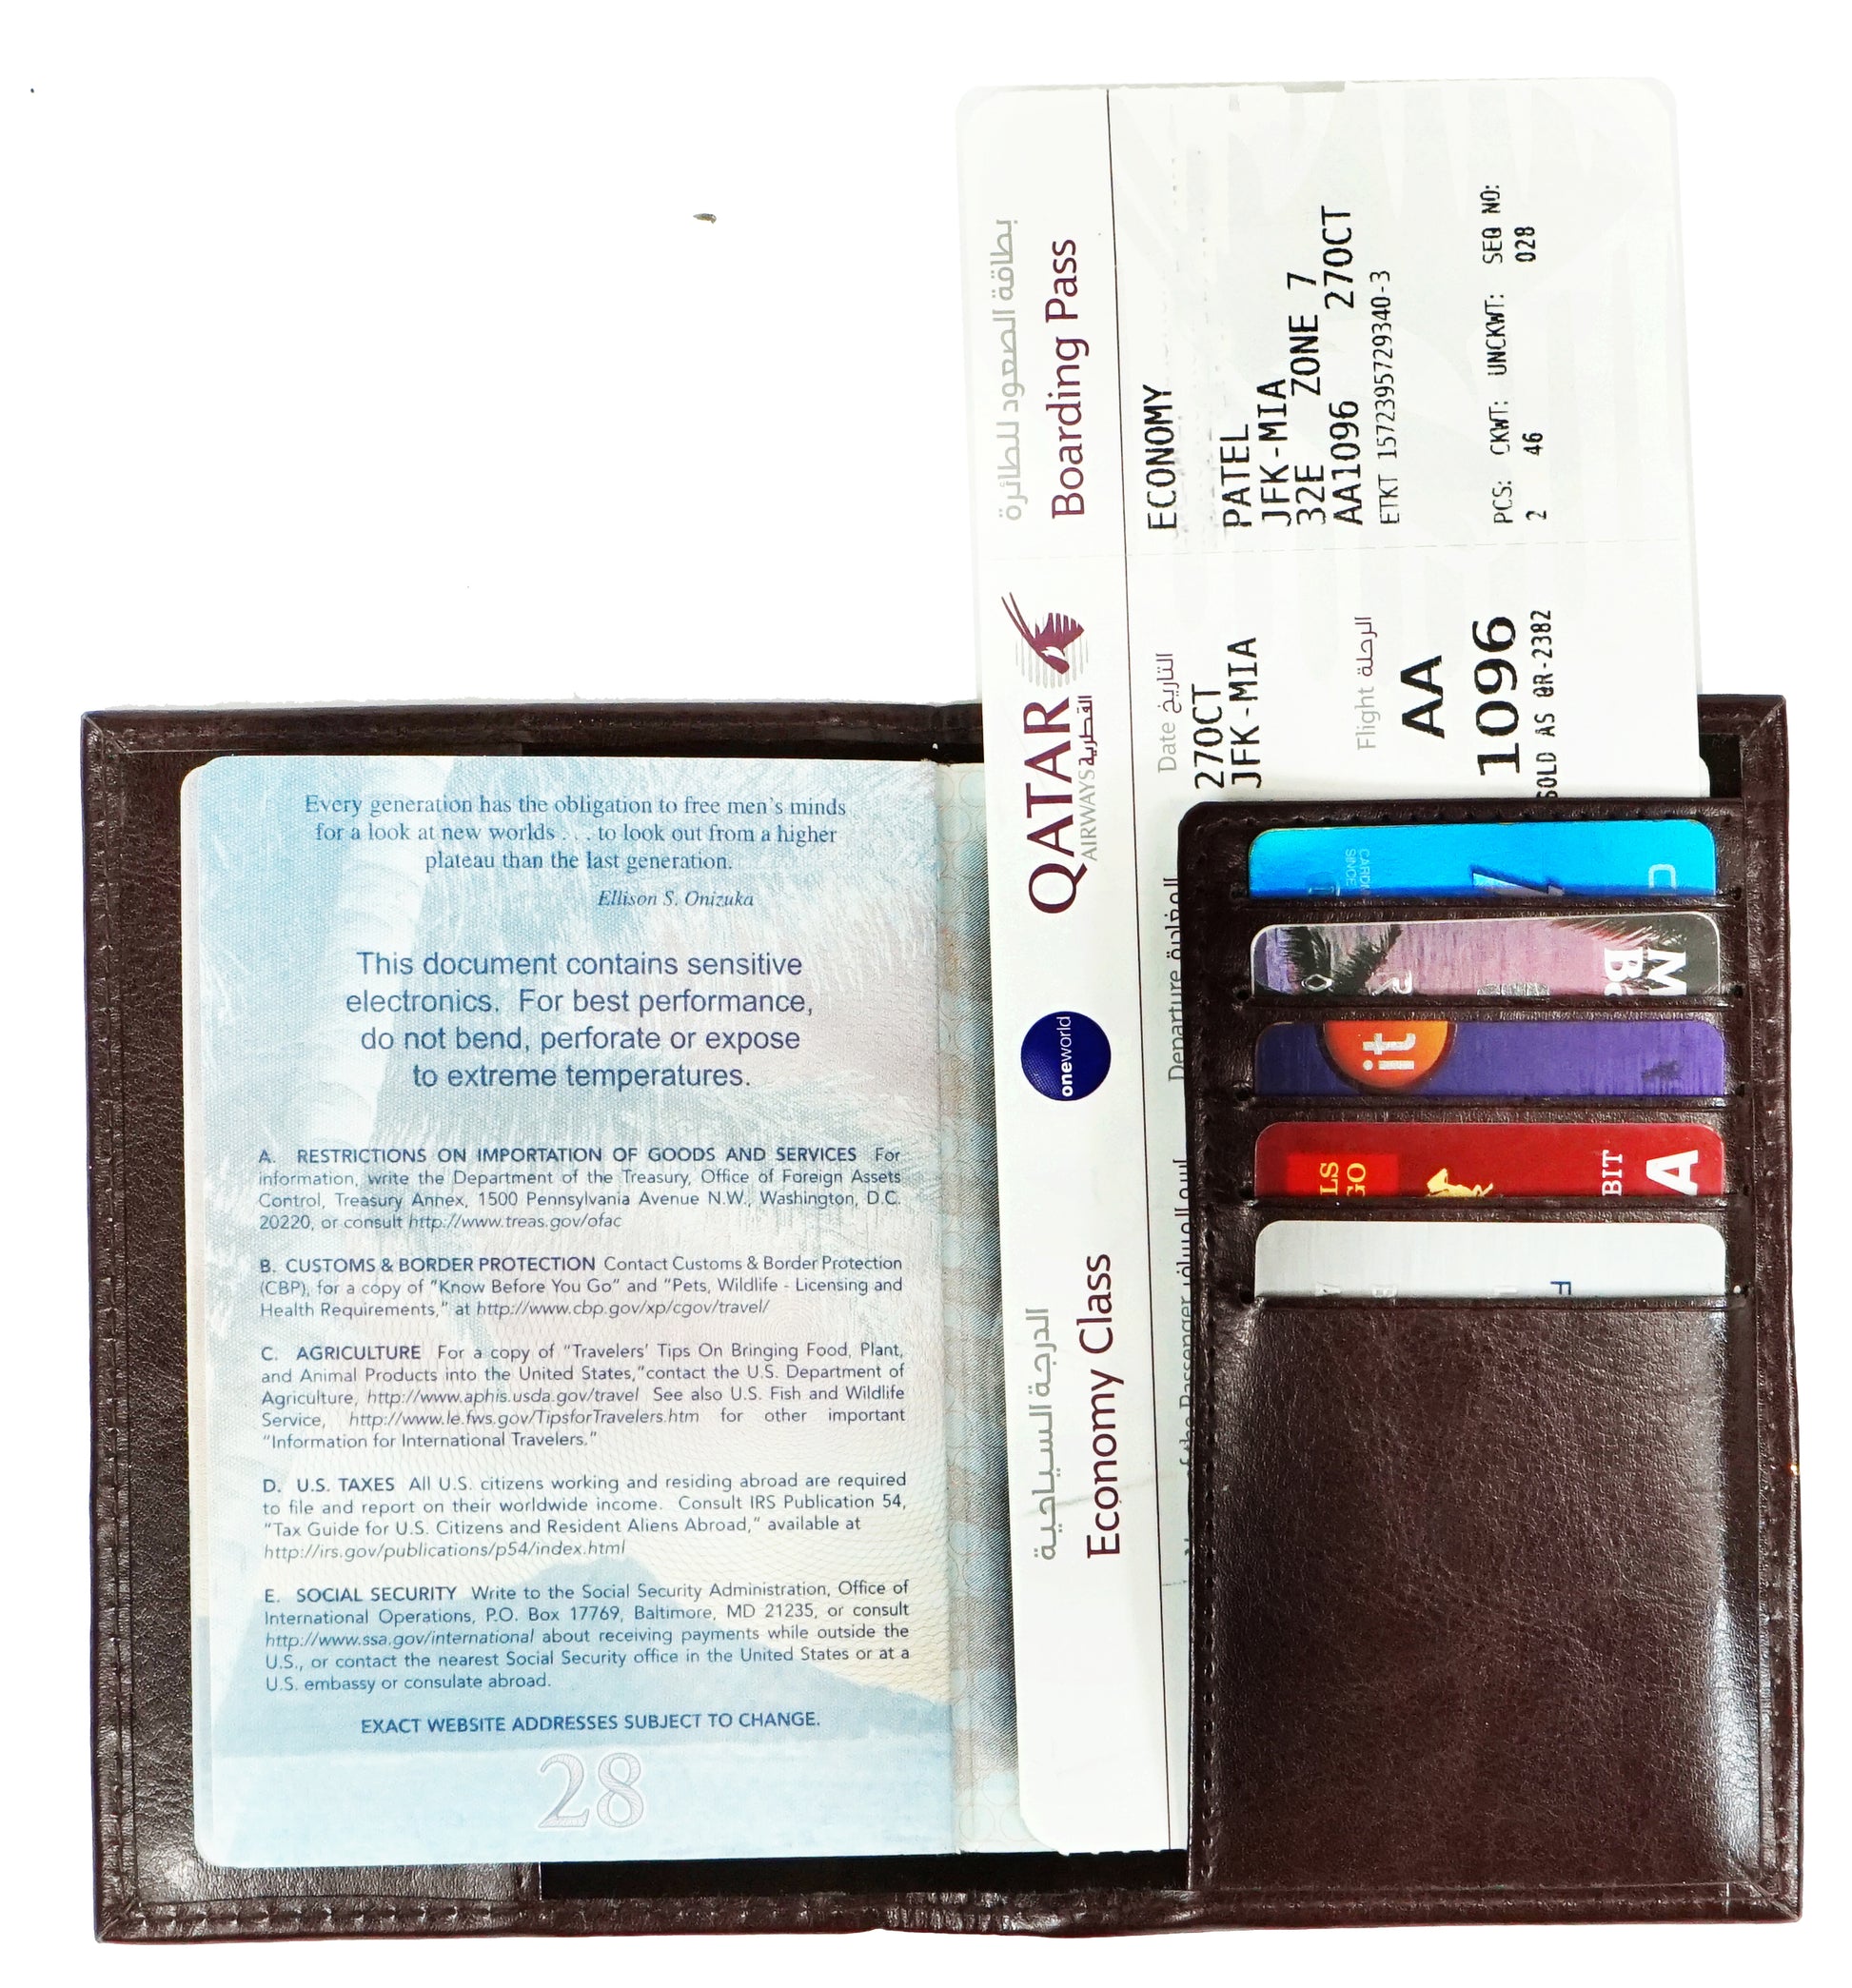 Every generation has the obligation to free men's minds
for a look at new worlds . . . to look out from a higher
plateau than the last generation.
Ellison S. Onizuka
This document contains sensitive
electronics. For best performance,
do not bend, perforate or expose
to extreme temperatures.
A. RESTRICTIONS ON IMPORTATION OF GOODS AND SERVICES For
information, write the Department of the Treasury, Office of Foreign Assets
Control, Treasury Annex, 1500 Pennsylvania Avenue N.W., Washington, D.C.
20220, or consult http://www.treas.gov/ofac
B. CUSTOMS & BORDER PROTECTION Contact Customs & Border Protection
(CBP), for a copy of "Know Before You Go" and "Pets, Wildlife - Licensing and
Health Requirements," at http://www.cbp.gov/xp/cgov/travel/
C. AGRICULTURE For a copy of "Travelers' Tips On Bringing Food, Plant,
and Animal Products into the United States,"contact the U.S. Department of
Agriculture, http://www.aphis.usda.gov/travel See also U.S. Fish and Wildlife
Service, http://www.le.fws.gov/TipsforTravelers.htm for other important
"Information for International Travelers."
D. U.S. TAXES All U.S. citizens working and residing abroad are required
to file and report on their worldwide income. Consult IRS Publication 54,
"Tax Guide for U.S. Citizens and Resident Aliens Abroad," available at
http://irs.gov/publications/p54/index.html
E. SOCIAL SECURITY Write to the Social Security Administration, Office of
International Operations, P.O. Box 17769, Baltimore, MD 21235, or consult
http://www.ssa.gov/international about receiving payments while outside the
U.S., or contact the nearest Social Security office in the United States or at a
U.S. embassy or consulate abroad.
EXACT WEBSITE ADDRESSES SUBJECT TO CHANGE.
28
الدرجة السياحية
Economy Class
oneworld
QATAR
AIRWAYS القطرية
بطاقة الصعود للطائرة
Boarding Pass
of the Passenger اسم المسافر
Departure المغادرة
Date التاريخ
27OCT
JFK-MIA
Flight الرحلة
AA
1096
SOLD AS QR-2382
ECONOMY
PATEL
JFK-MIA
32E ZONE 7
AA1096 27OCT
ETKT 1572395729340-3
PCS: CKWT: UNCKWT: SEQ NO:
2 46 028
SINCE
it
LS
GO
BIT
A
F